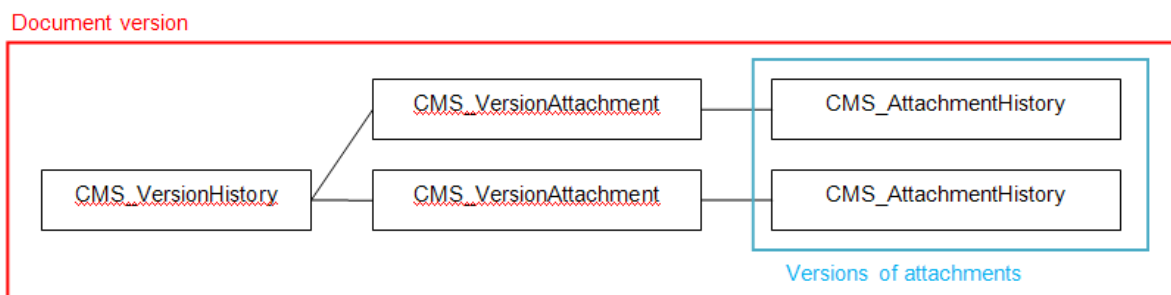 Document version
CMS_VersionAttachment
CMS_AttachmentHistory
CMS_VersionHistory
CMS_VersionAttachment
CMS_AttachmentHistory
Versions of attachments